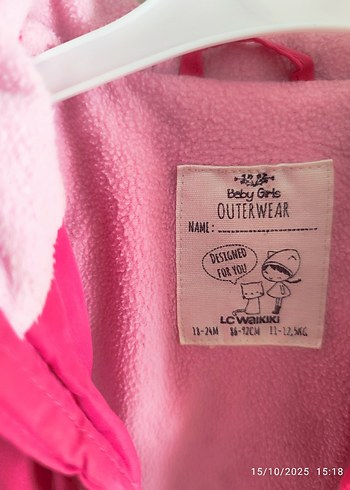 Baby Girls
OUTERWEAR
NAME:
DESIGNED
FOR YOU!
LC WAIKIKI
18-24M 86-92CM 11-12,5KG
15/10/2025 15:18